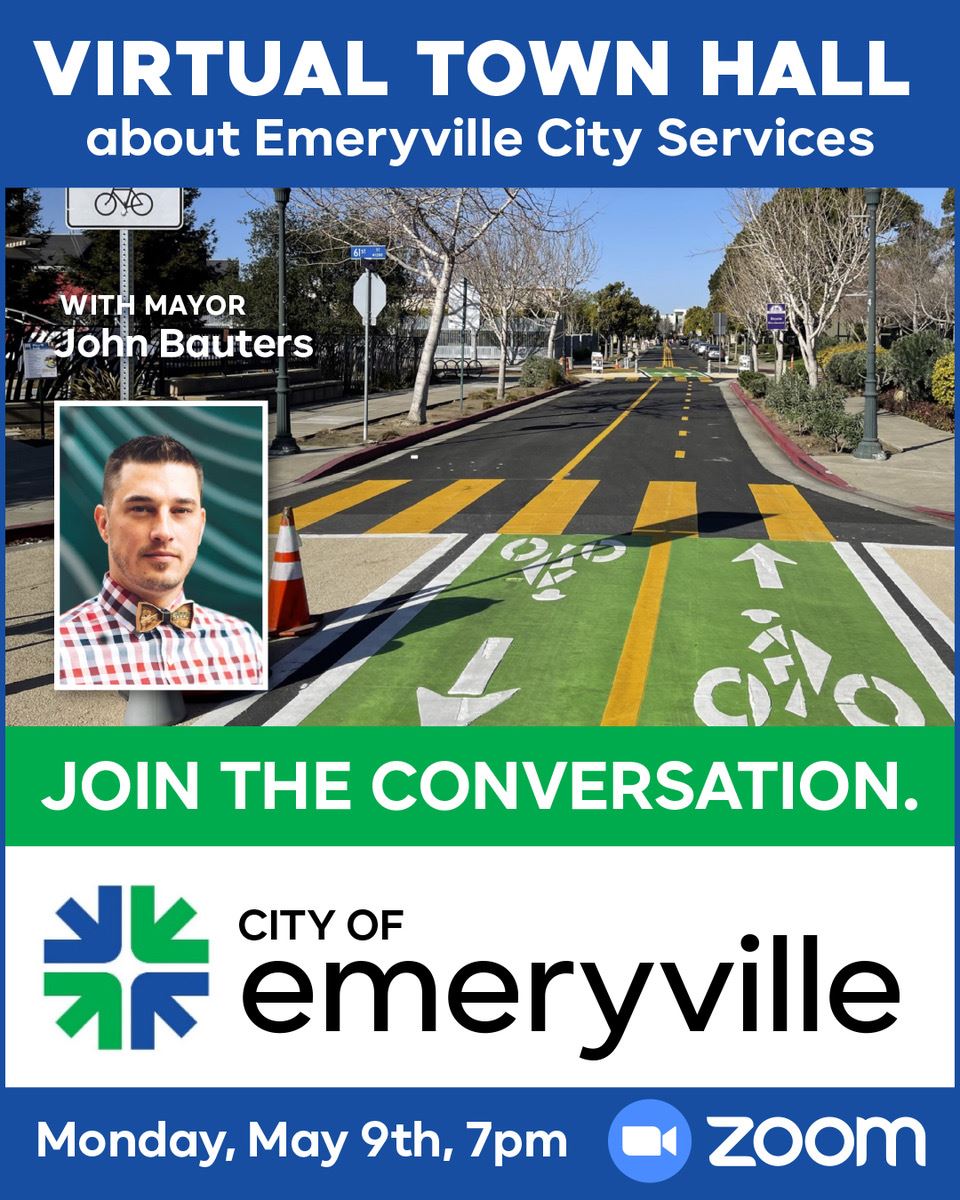 VIRTUAL TOWN HALL
about Emeryville City Services
WITH MAYOR
John Bauters
61ST
JOIN THE CONVERSATION.
CITY OF
emeryville
Monday, May 9th, 7pm
zoom